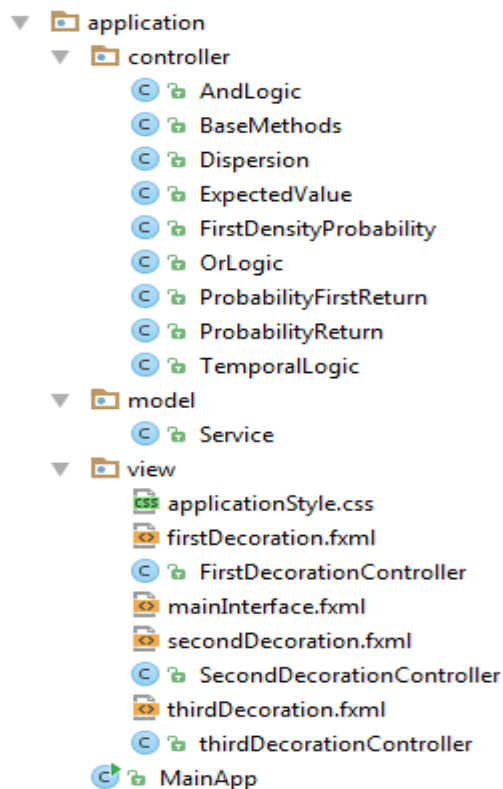 application
controller
C AndLogic
C BaseMethods
C Dispersion
C ExpectedValue
C FirstDensityProbability
C OrLogic
C ProbabilityFirstReturn
C ProbabilityReturn
C TemporalLogic
model
C Service
view
css applicationStyle.css
<> firstDecoration.fxml
C FirstDecorationController
<> mainInterface.fxml
<> secondDecoration.fxml
C SecondDecorationController
<> thirdDecoration.fxml
C thirdDecorationController
C MainApp